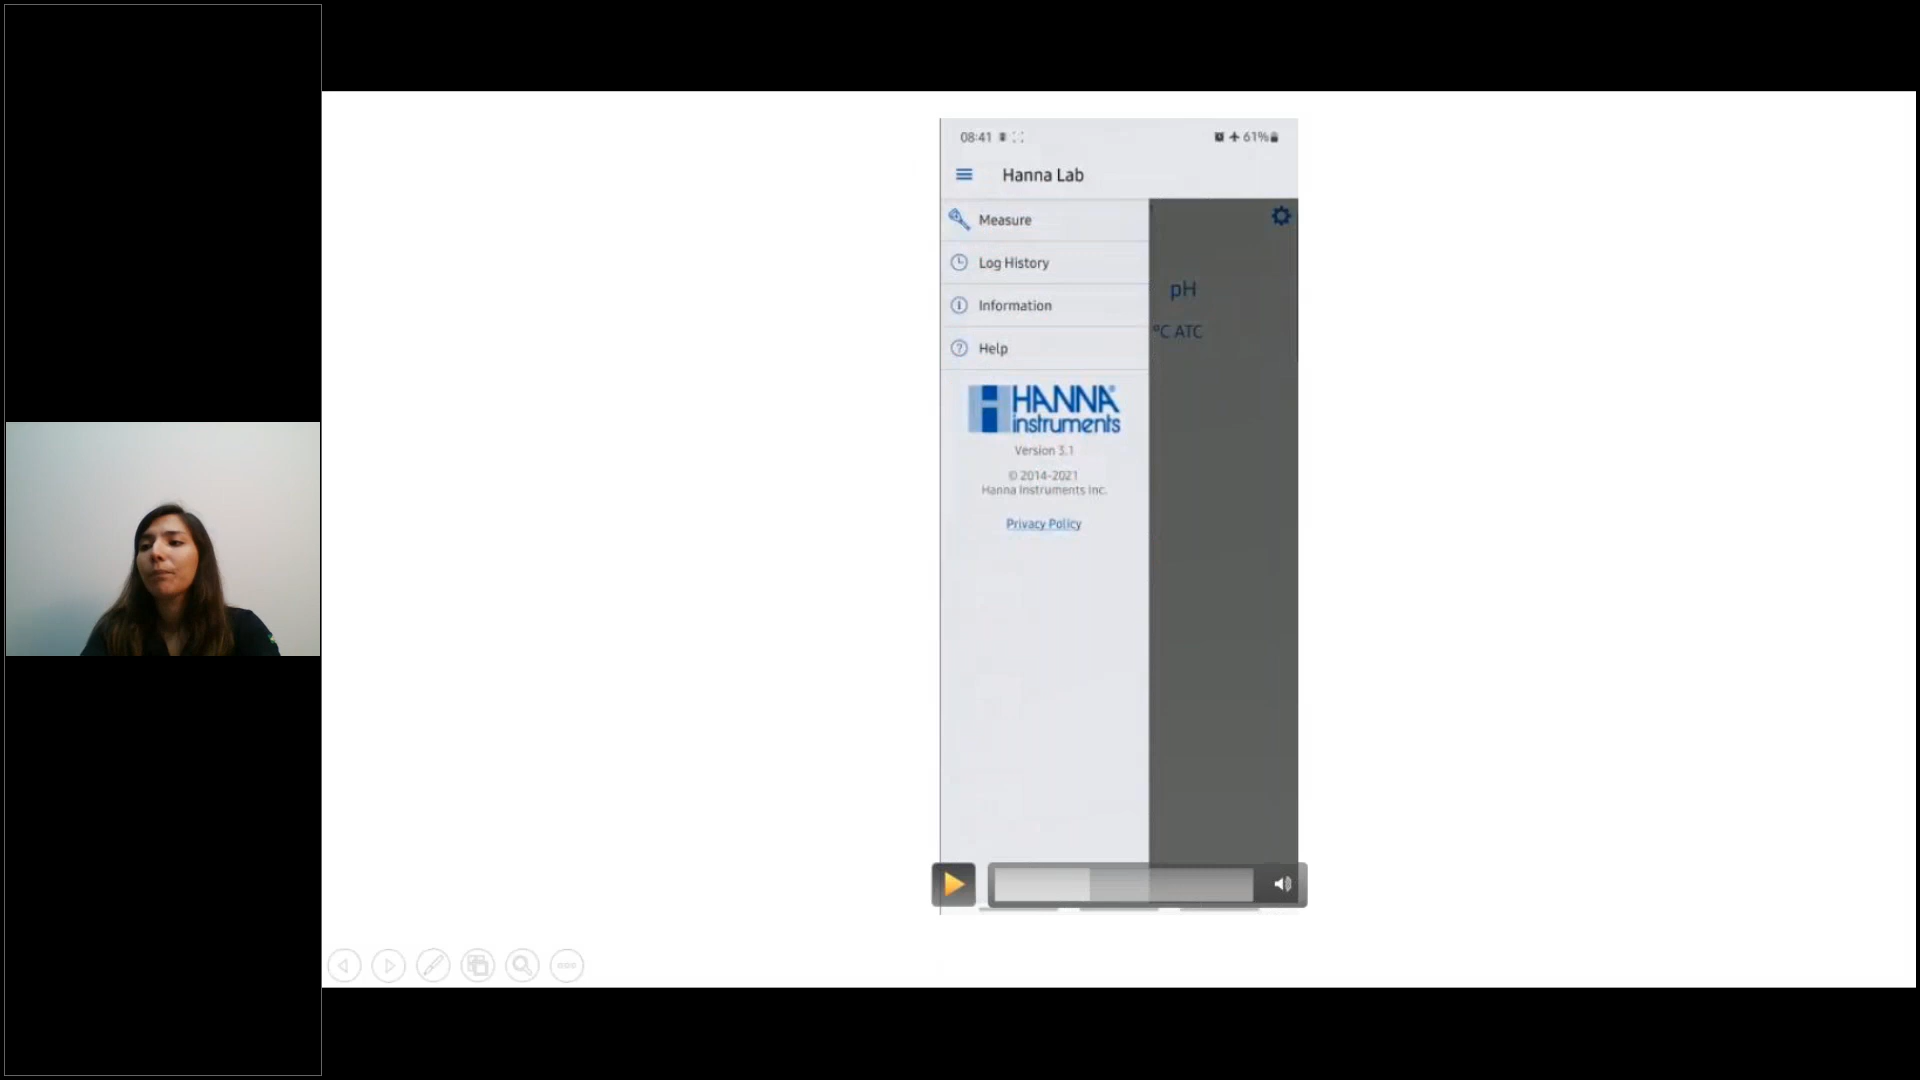 08:41
61%
Hanna Lab
Measure
Log History
Information
Help
pH
°C ATC
HANNA®
instruments
Version 3.1
© 2014-2021
Hanna Instruments Inc.
Privacy Policy